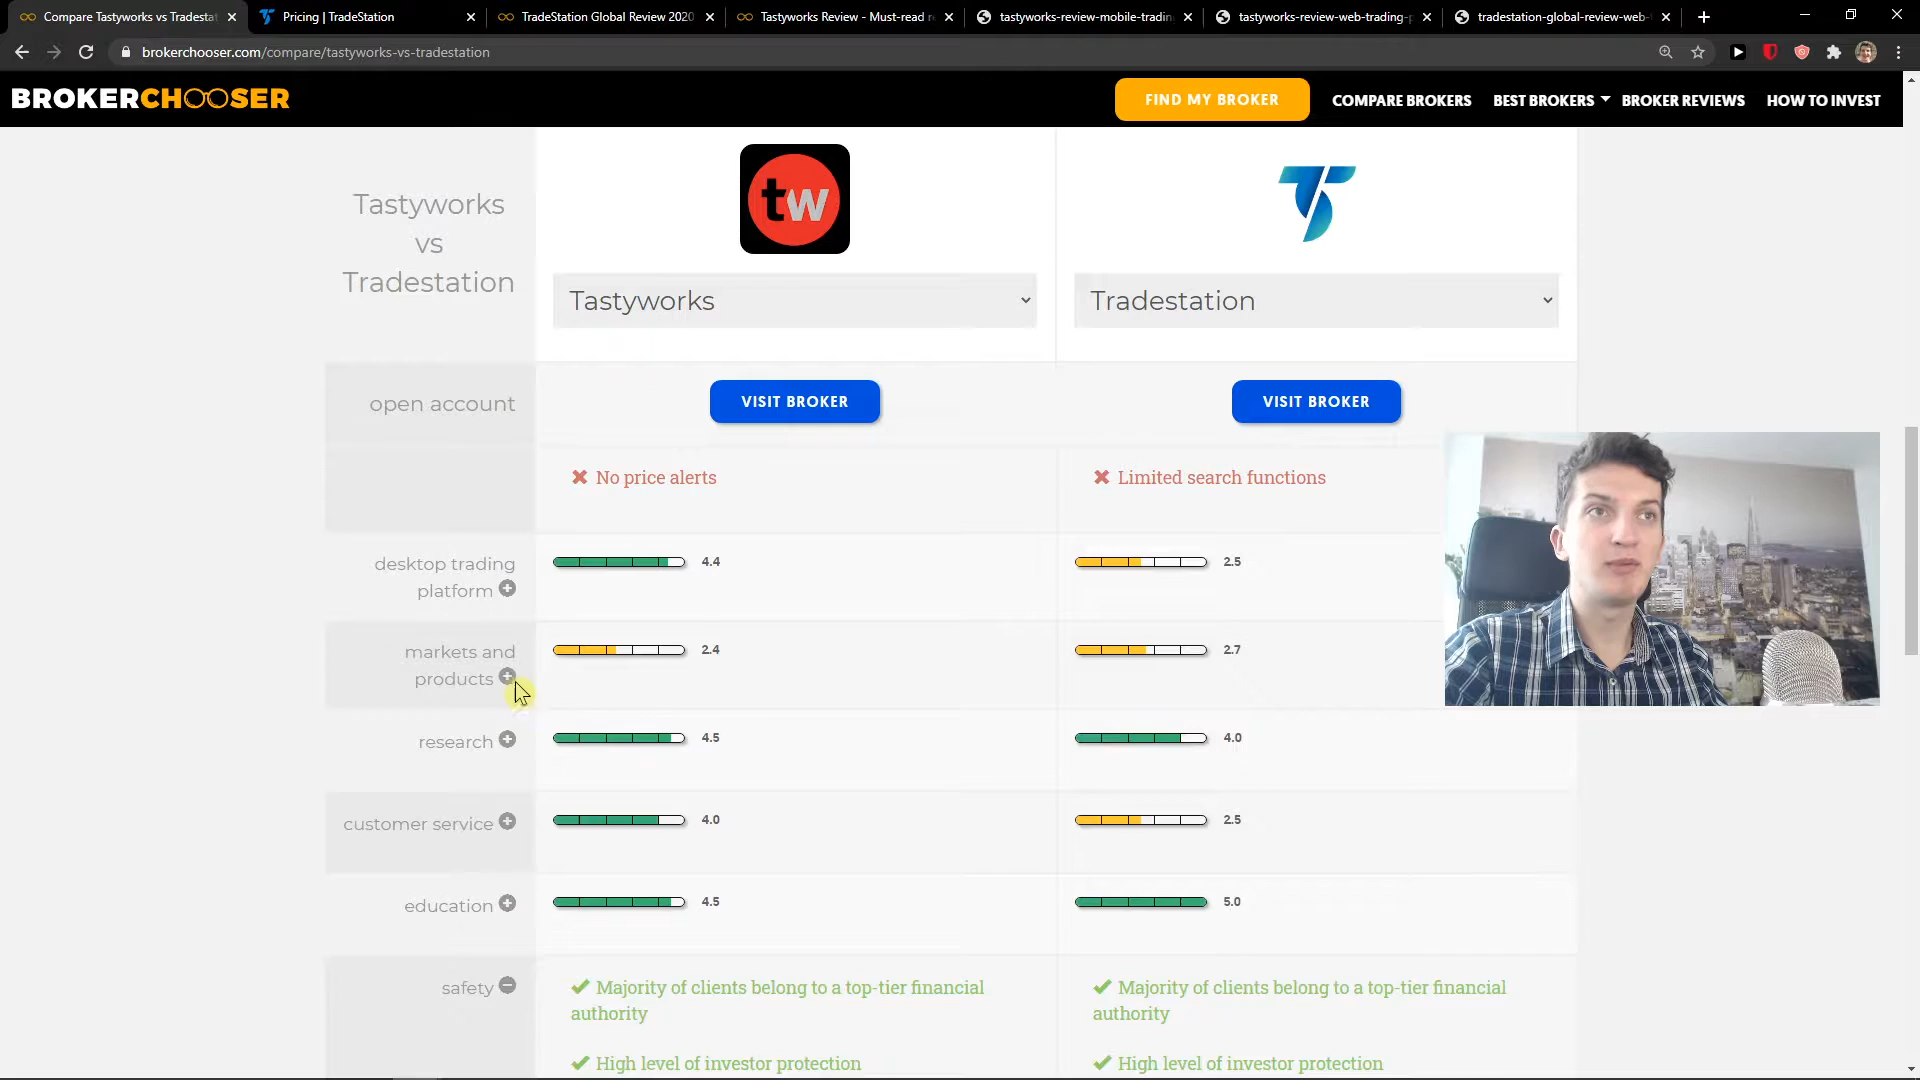 Compare Tastyworks vs Tradestat
Pricing | TradeStation
TradeStation Global Review 2020
Tastyworks Review - Must-read r
tastyworks-review-mobile-tradin
tastyworks-review-web-trading-p
tradestation-global-review-web-
brokerchooser.com/compare/tastyworks-vs-tradestation
BROKERCHOOSER
FIND MY BROKER
COMPARE BROKERS
BEST BROKERS
BROKER REVIEWS
HOW TO INVEST
Tastyworks
vs
Tradestation
tw
Tastyworks
Tradestation
open account
VISIT BROKER
VISIT BROKER
No price alerts
Limited search functions
desktop trading
platform
4.4
2.5
markets and
products
2.4
2.7
research
4.5
4.0
customer service
4.0
2.5
education
4.5
5.0
safety
Majority of clients belong to a top-tier financial
authority
Majority of clients belong to a top-tier financial
authority
High level of investor protection
High level of investor protection